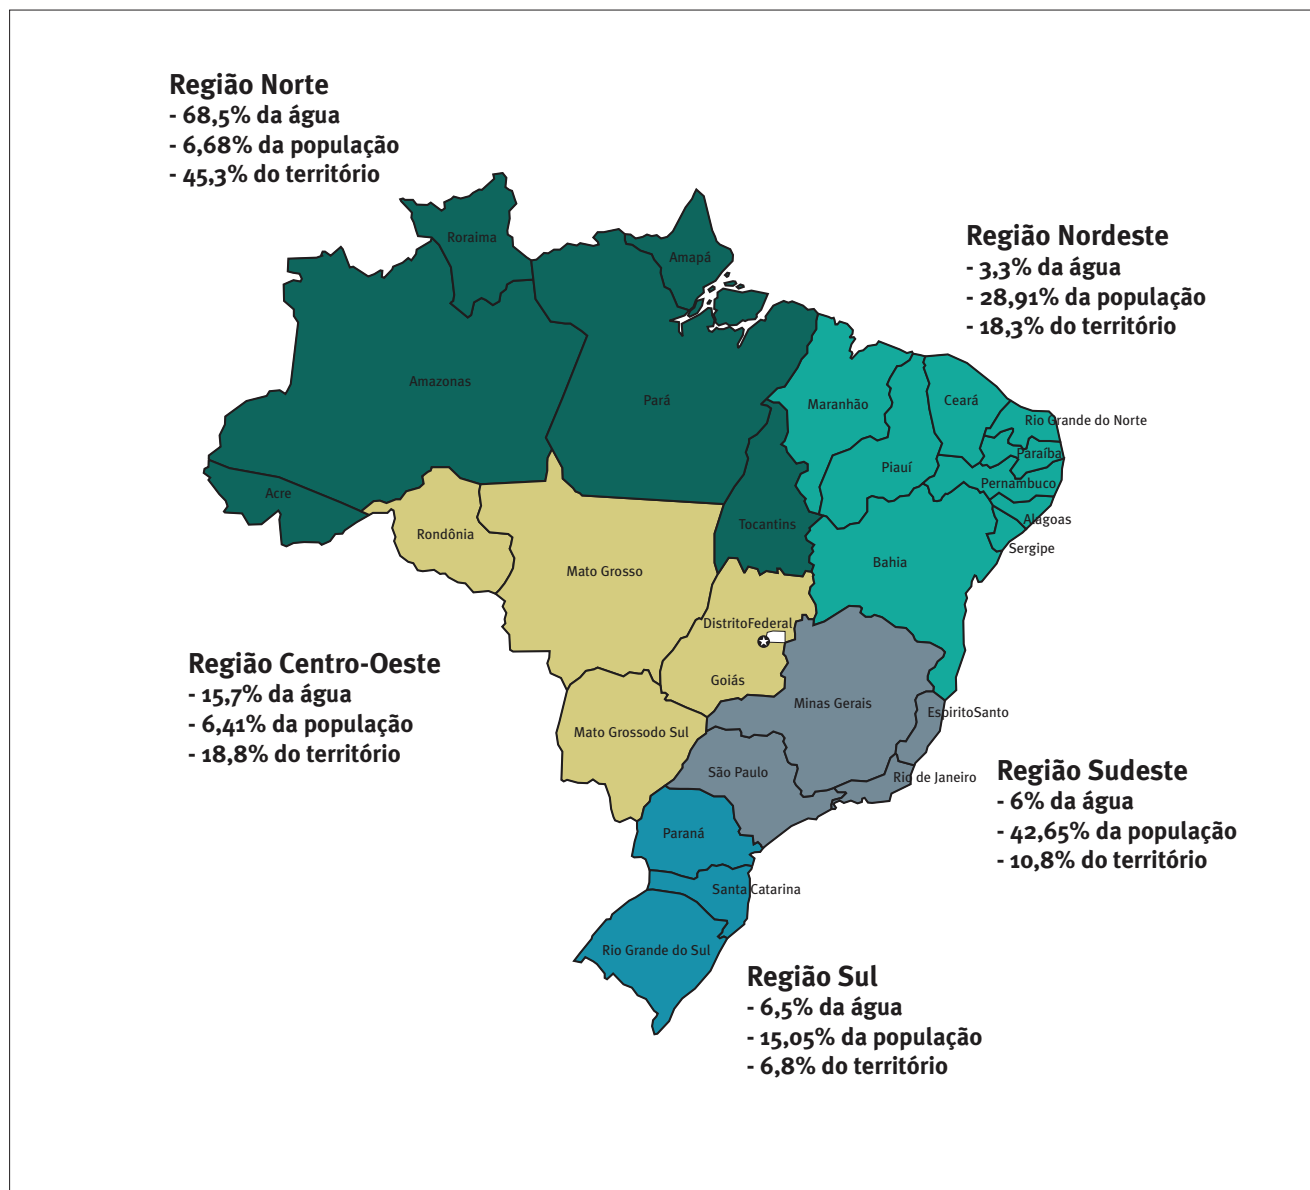 Região Norte
- 68,5% da água
- 6,68% da população
- 45,3% do território
Região Nordeste
- 3,3% da água
- 28,91% da população
- 18,3% do território
Roraima
Amapá
Amazonas
Pará
Maranhão
Ceará
Rio Grande do Norte
Paraíba
Piauí
Pernambuco
Acre
Alagoas
Tocantins
Rondônia
Sergipe
Bahia
Mato Grosso
DistritoFederal
Goiás
Região Centro-Oeste
- 15,7% da água
- 6,41% da população
- 18,8% do território
Minas Gerais
EspiritoSanto
Mato Grossodo Sul
São Paulo
Rio de Janeiro
Região Sudeste
- 6% da água
- 42,65% da população
- 10,8% do território
Paraná
Santa Catarina
Rio Grande do Sul
Região Sul
- 6,5% da água
- 15,05% da população
- 6,8% do território